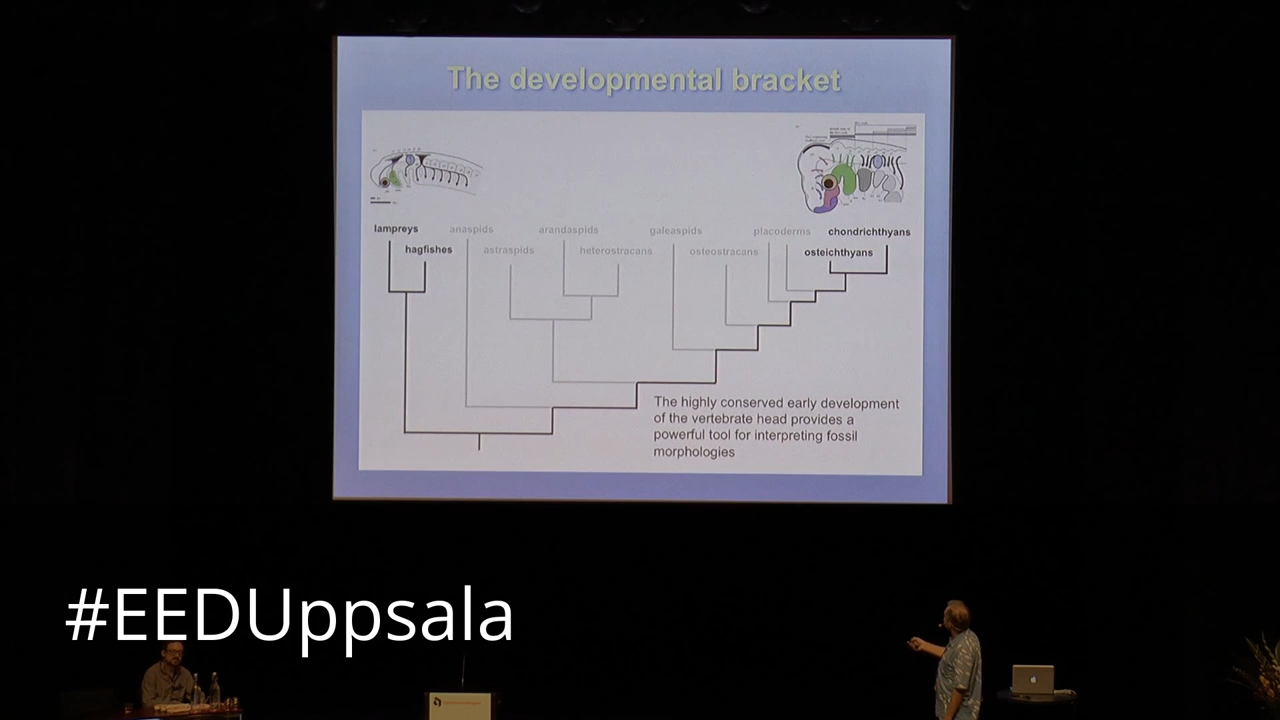 The developmental bracket
lampreys
anaspids
arandaspids
galeaspids
placoderms
chondrichthyans
hagfishes
astraspids
heterostracans
osteostracans
osteichthyans
The highly conserved early development
of the vertebrate head provides a
powerful tool for interpreting fossil
morphologies
#EEDUppsala